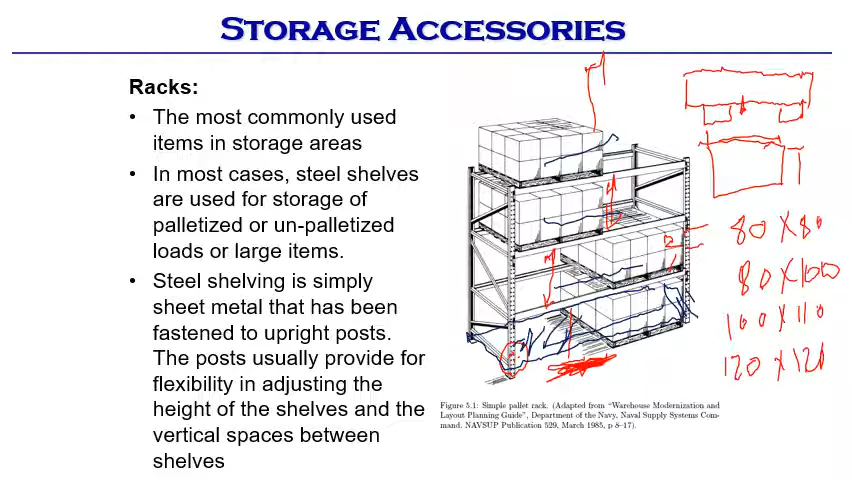 STORAGE ACCESSORIES
Racks:
• The most commonly used
items in storage areas
• In most cases, steel shelves
are used for storage of
palletized or un-palletized
loads or large items.
• Steel shelving is simply
sheet metal that has been
fastened to upright posts.
The posts usually provide for
flexibility in adjusting the
height of the shelves and the
vertical spaces between
shelves
80 X 80
80 X 100
100 X 110
120 X 120
Figure 5.1: Simple pallet rack. (Adapted from "Warehouse Modernization and
Layout Planning Guide", Department of the Navy, Naval Supply Systems Com-
mand, NAVSUP Publication 529, March 1985, p 8–17).